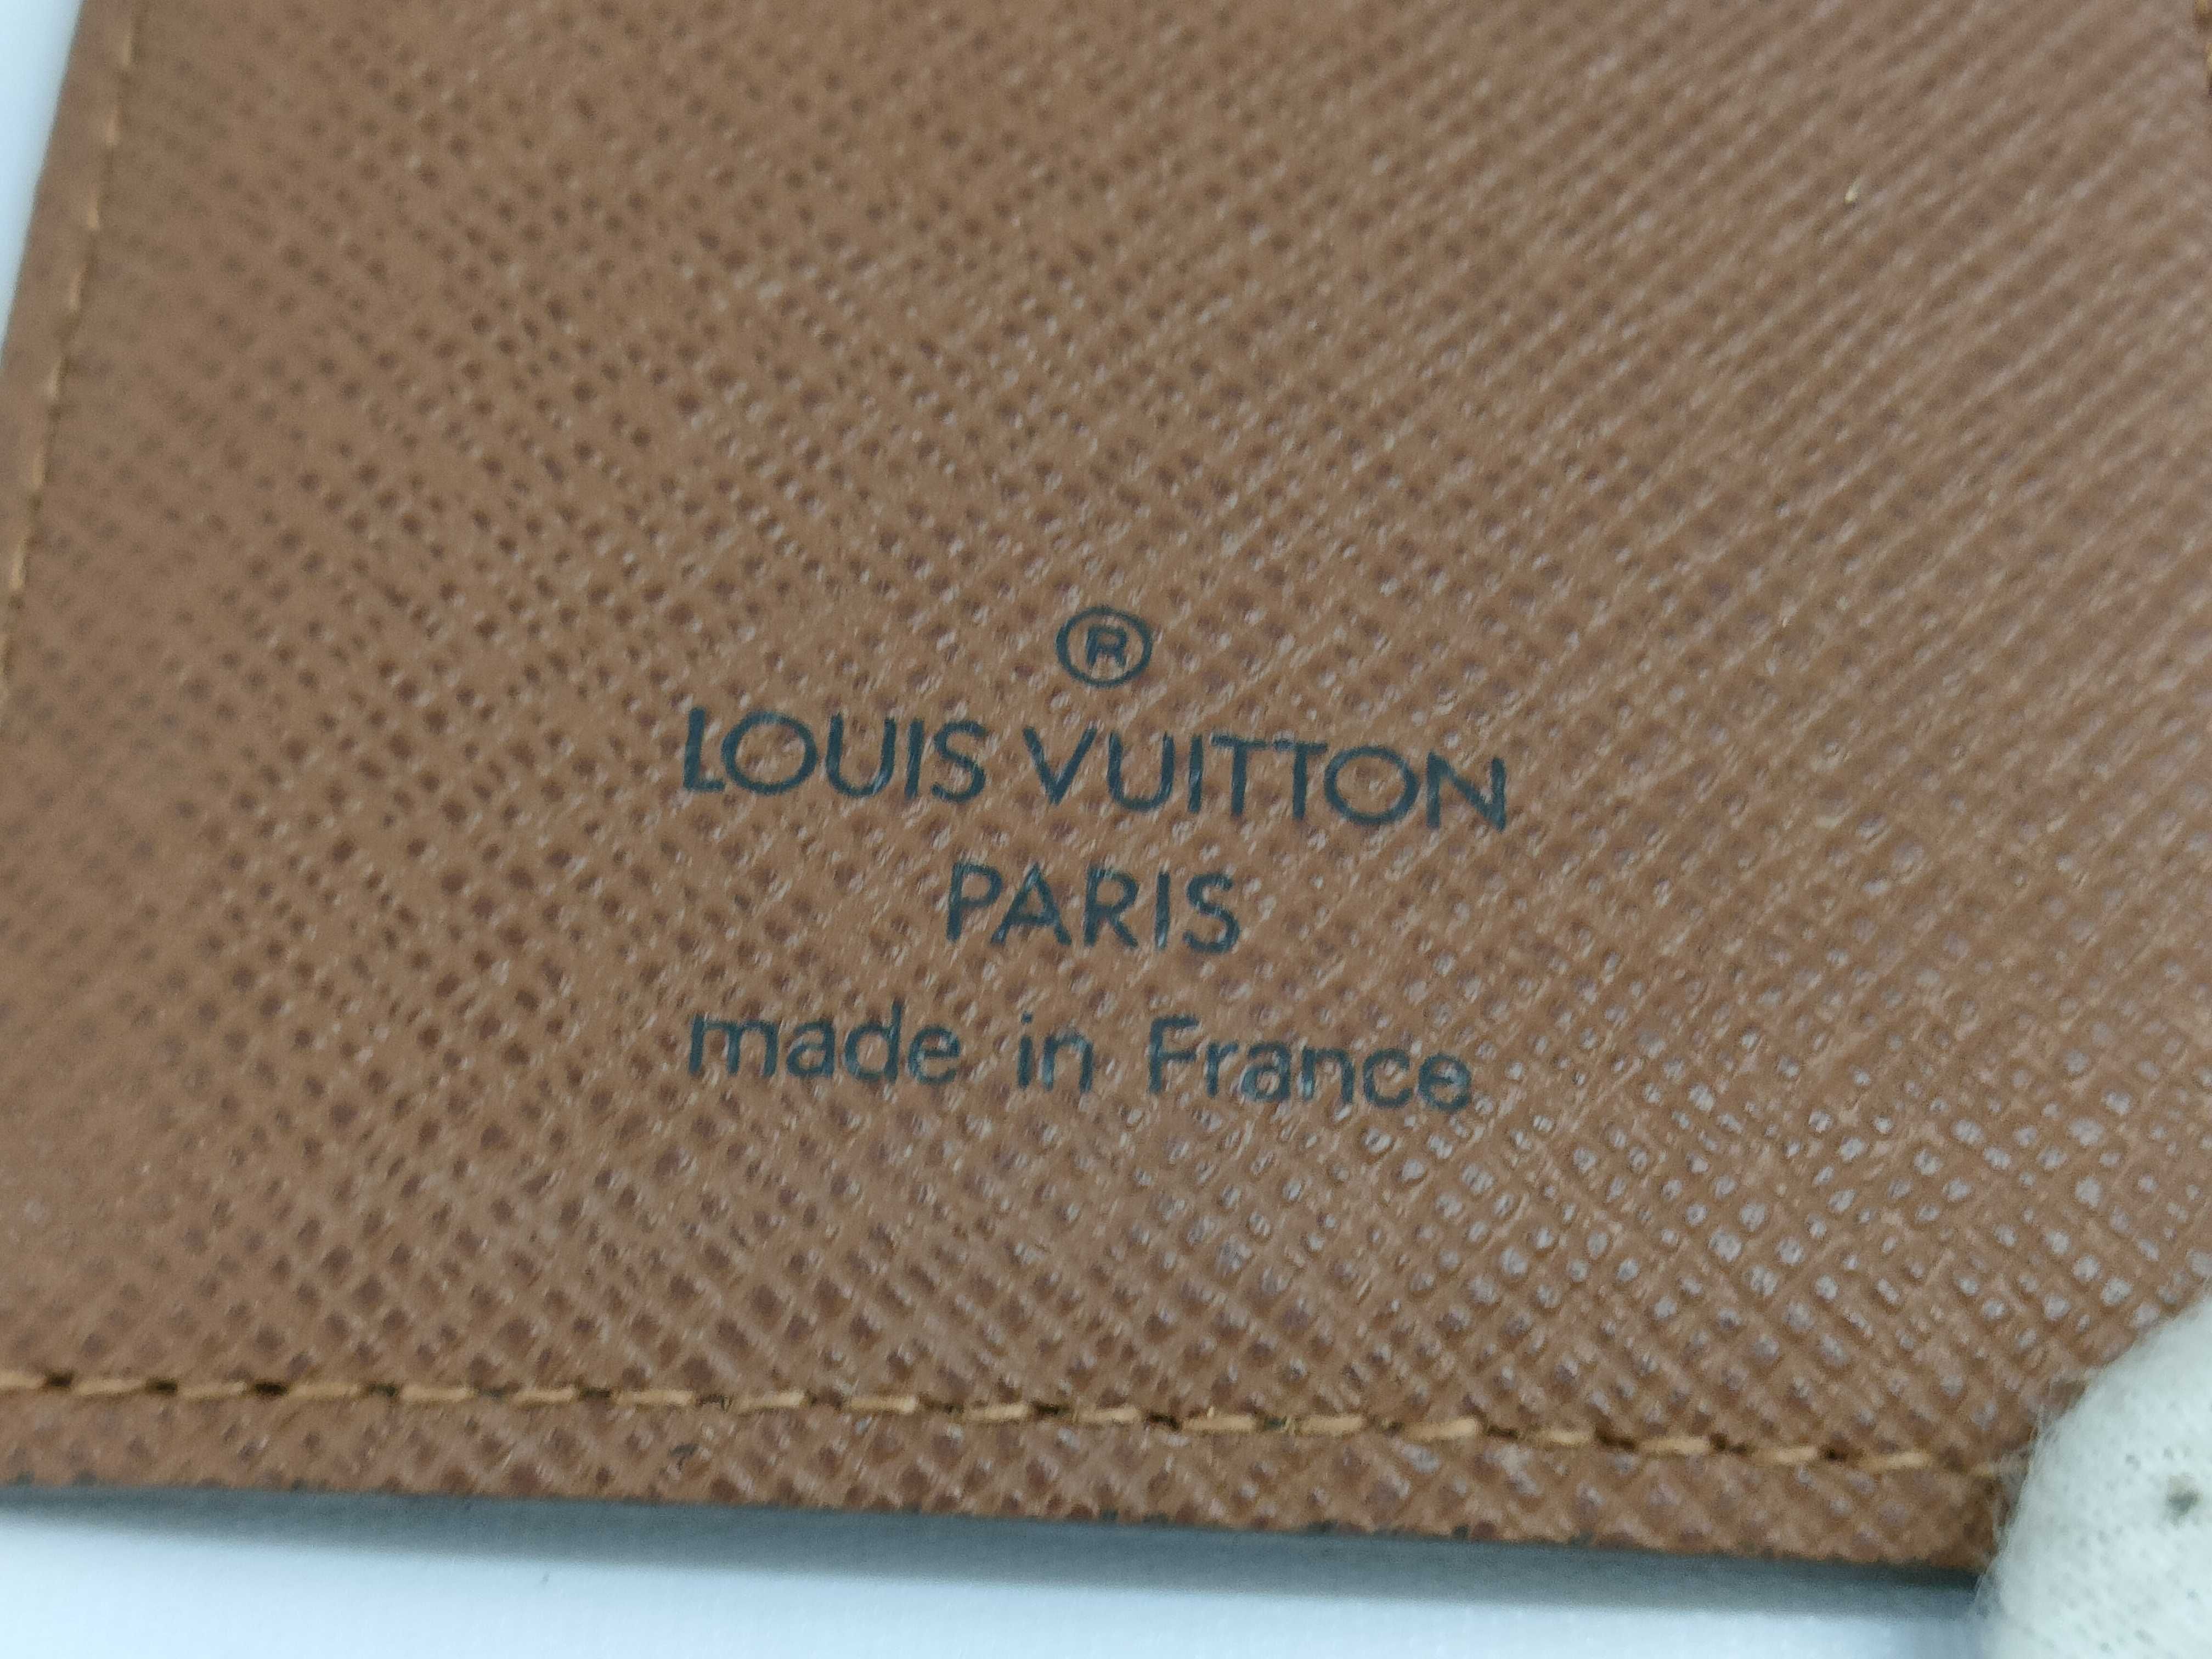 ®
LOUIS VUITTON
PARIS
made in France